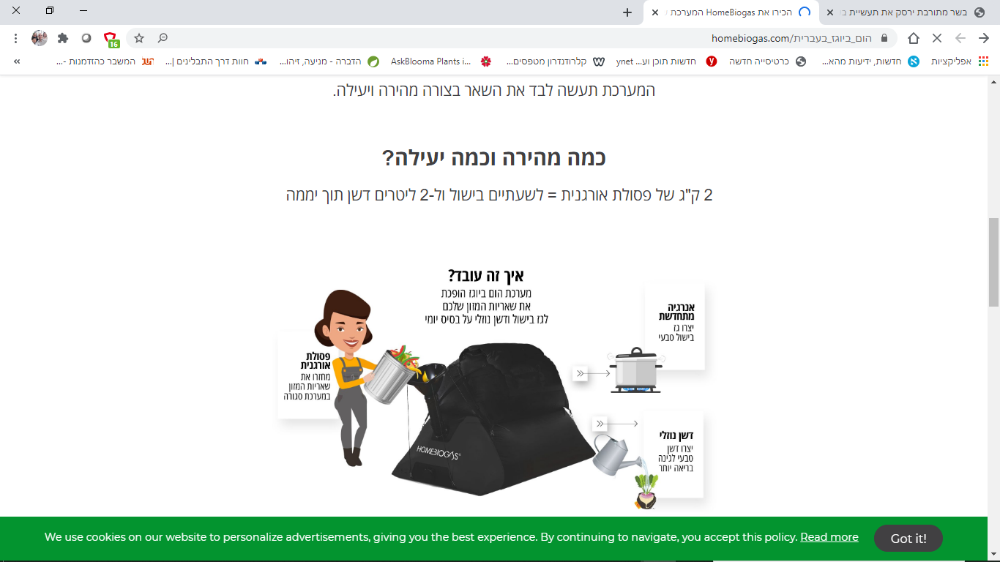 בשר מתורבת ירסק את תעשיית
הכירו את HomeBiogas המערכת
homebiogas.com/הום_ביוגז_בעברית
16
אפליקציות
חדשות, ידיעות מהא...
כרטיסייה חדשה
ynet חדשות תוכן וע...
קלרודנדרון מטפסים...
AskBlooma Plants i...
הדברה - מניעה, זיהו...
חוות דרך התבלינים |...
המשבר כהזדמנות -...
המערכת תעשה לבד את השאר בצורה מהירה ויעילה.
כמה מהירה וכמה יעילה?
2 ק"ג של פסולת אורגנית = לשעתיים בישול ול-2 ליטרים דשן תוך יממה
איך זה עובד?
מערכת הום ביוגז הופכת
את שאריות המזון שלכם
לגז בישול ודשן נוזלי על בסיס יומי
אנרגיה
מתחדשת
יצרו גז
בישול טבעי
פסולת
אורגנית
מחזרו את
שאריות המזון
במערכת סגורה
HOMEBIOGAS®
דשן נוזלי
יצרו דשן
טבעי לגינה
בריאה יותר
We use cookies on our website to personalize advertisements, giving you the best experience. By continuing to navigate, you accept this policy. Read more
Got it!